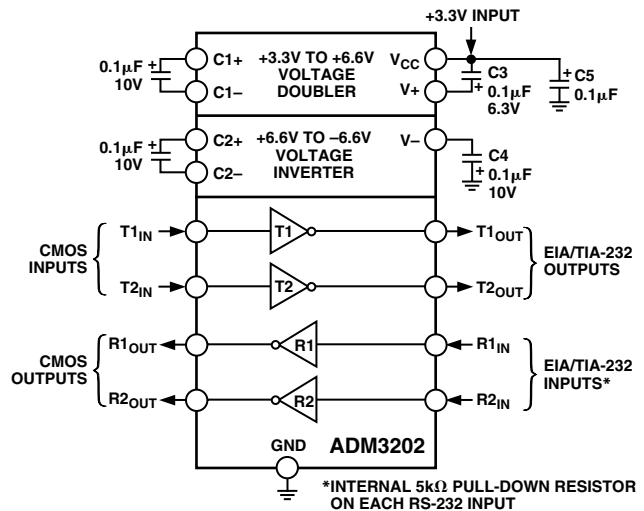 +3.3V INPUT
0.1μF
10V
+
C1+
C1–
+3.3V TO +6.6V
VOLTAGE
DOUBLER
VCC
V+
C3
+ 0.1μF
6.3V
+ C5
0.1μF
0.1μF
10V
+
C2+
C2–
+6.6V TO –6.6V
VOLTAGE
INVERTER
V–
C4
+ 0.1μF
10V
CMOS
INPUTS
T1IN
T1
T1OUT
EIA/TIA-232
OUTPUTS
T2IN
T2
T2OUT
CMOS
OUTPUTS
R1OUT
R1
R1IN
EIA/TIA-232
INPUTS*
R2OUT
R2
R2IN
GND
ADM3202
*INTERNAL 5kΩ PULL-DOWN RESISTOR
ON EACH RS-232 INPUT